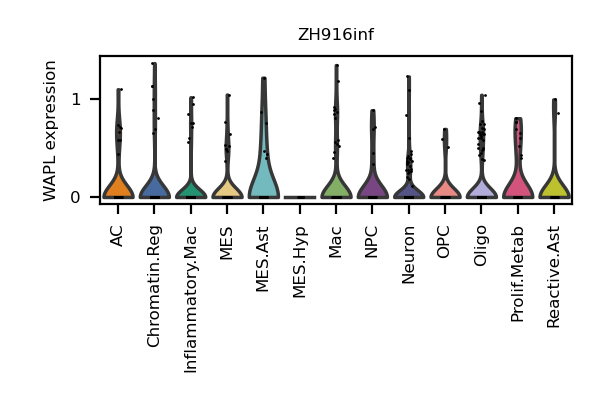 ZH916inf
WAPL expression
1
0
AC
Chromatin.Reg
Inflammatory.Mac
MES
MES.Ast
MES.Hyp
Mac
NPC
Neuron
OPC
Oligo
Prolif.Metab
Reactive.Ast